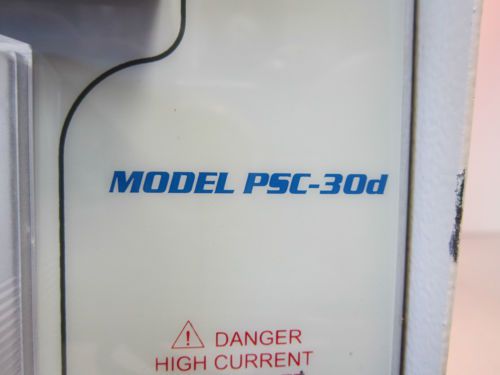 MODEL PSC-30d
⚠ DANGER
HIGH CURRENT